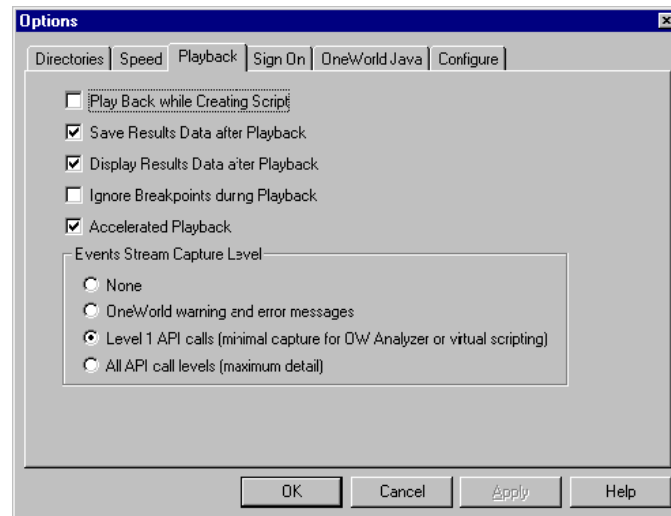 Options
Directories Speed Playback Sign On OneWorld Java Configure
Play Back while Creating Script
Save Results Data after Playback
Display Results Data after Playback
Ignore Breakpoints during Playback
Accelerated Playback
Events Stream Capture Level
None
OneWorld warning and error messages
Level 1 API calls (minimal capture for OW Analyzer or virtual scripting)
All API call levels (maximum detail)
OK Cancel Apply Help